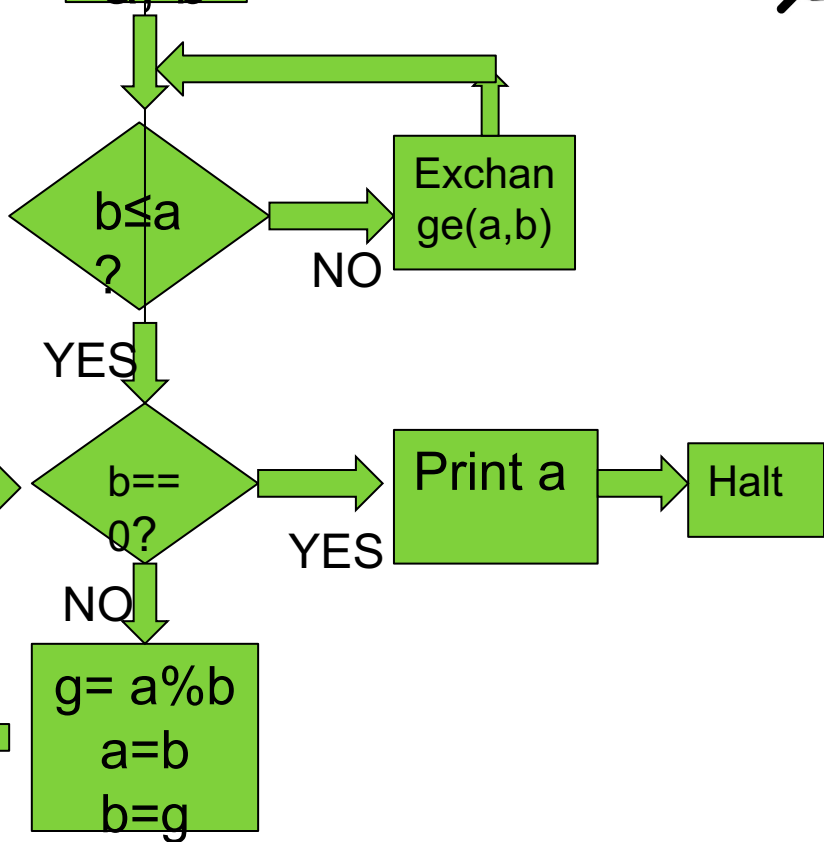 b≤a
?
Exchan
ge(a,b)
NO
YES
b==
0?
YES
Print a
Halt
NO
g= a%b
a=b
b=g